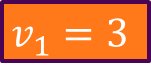 v₁ = 3